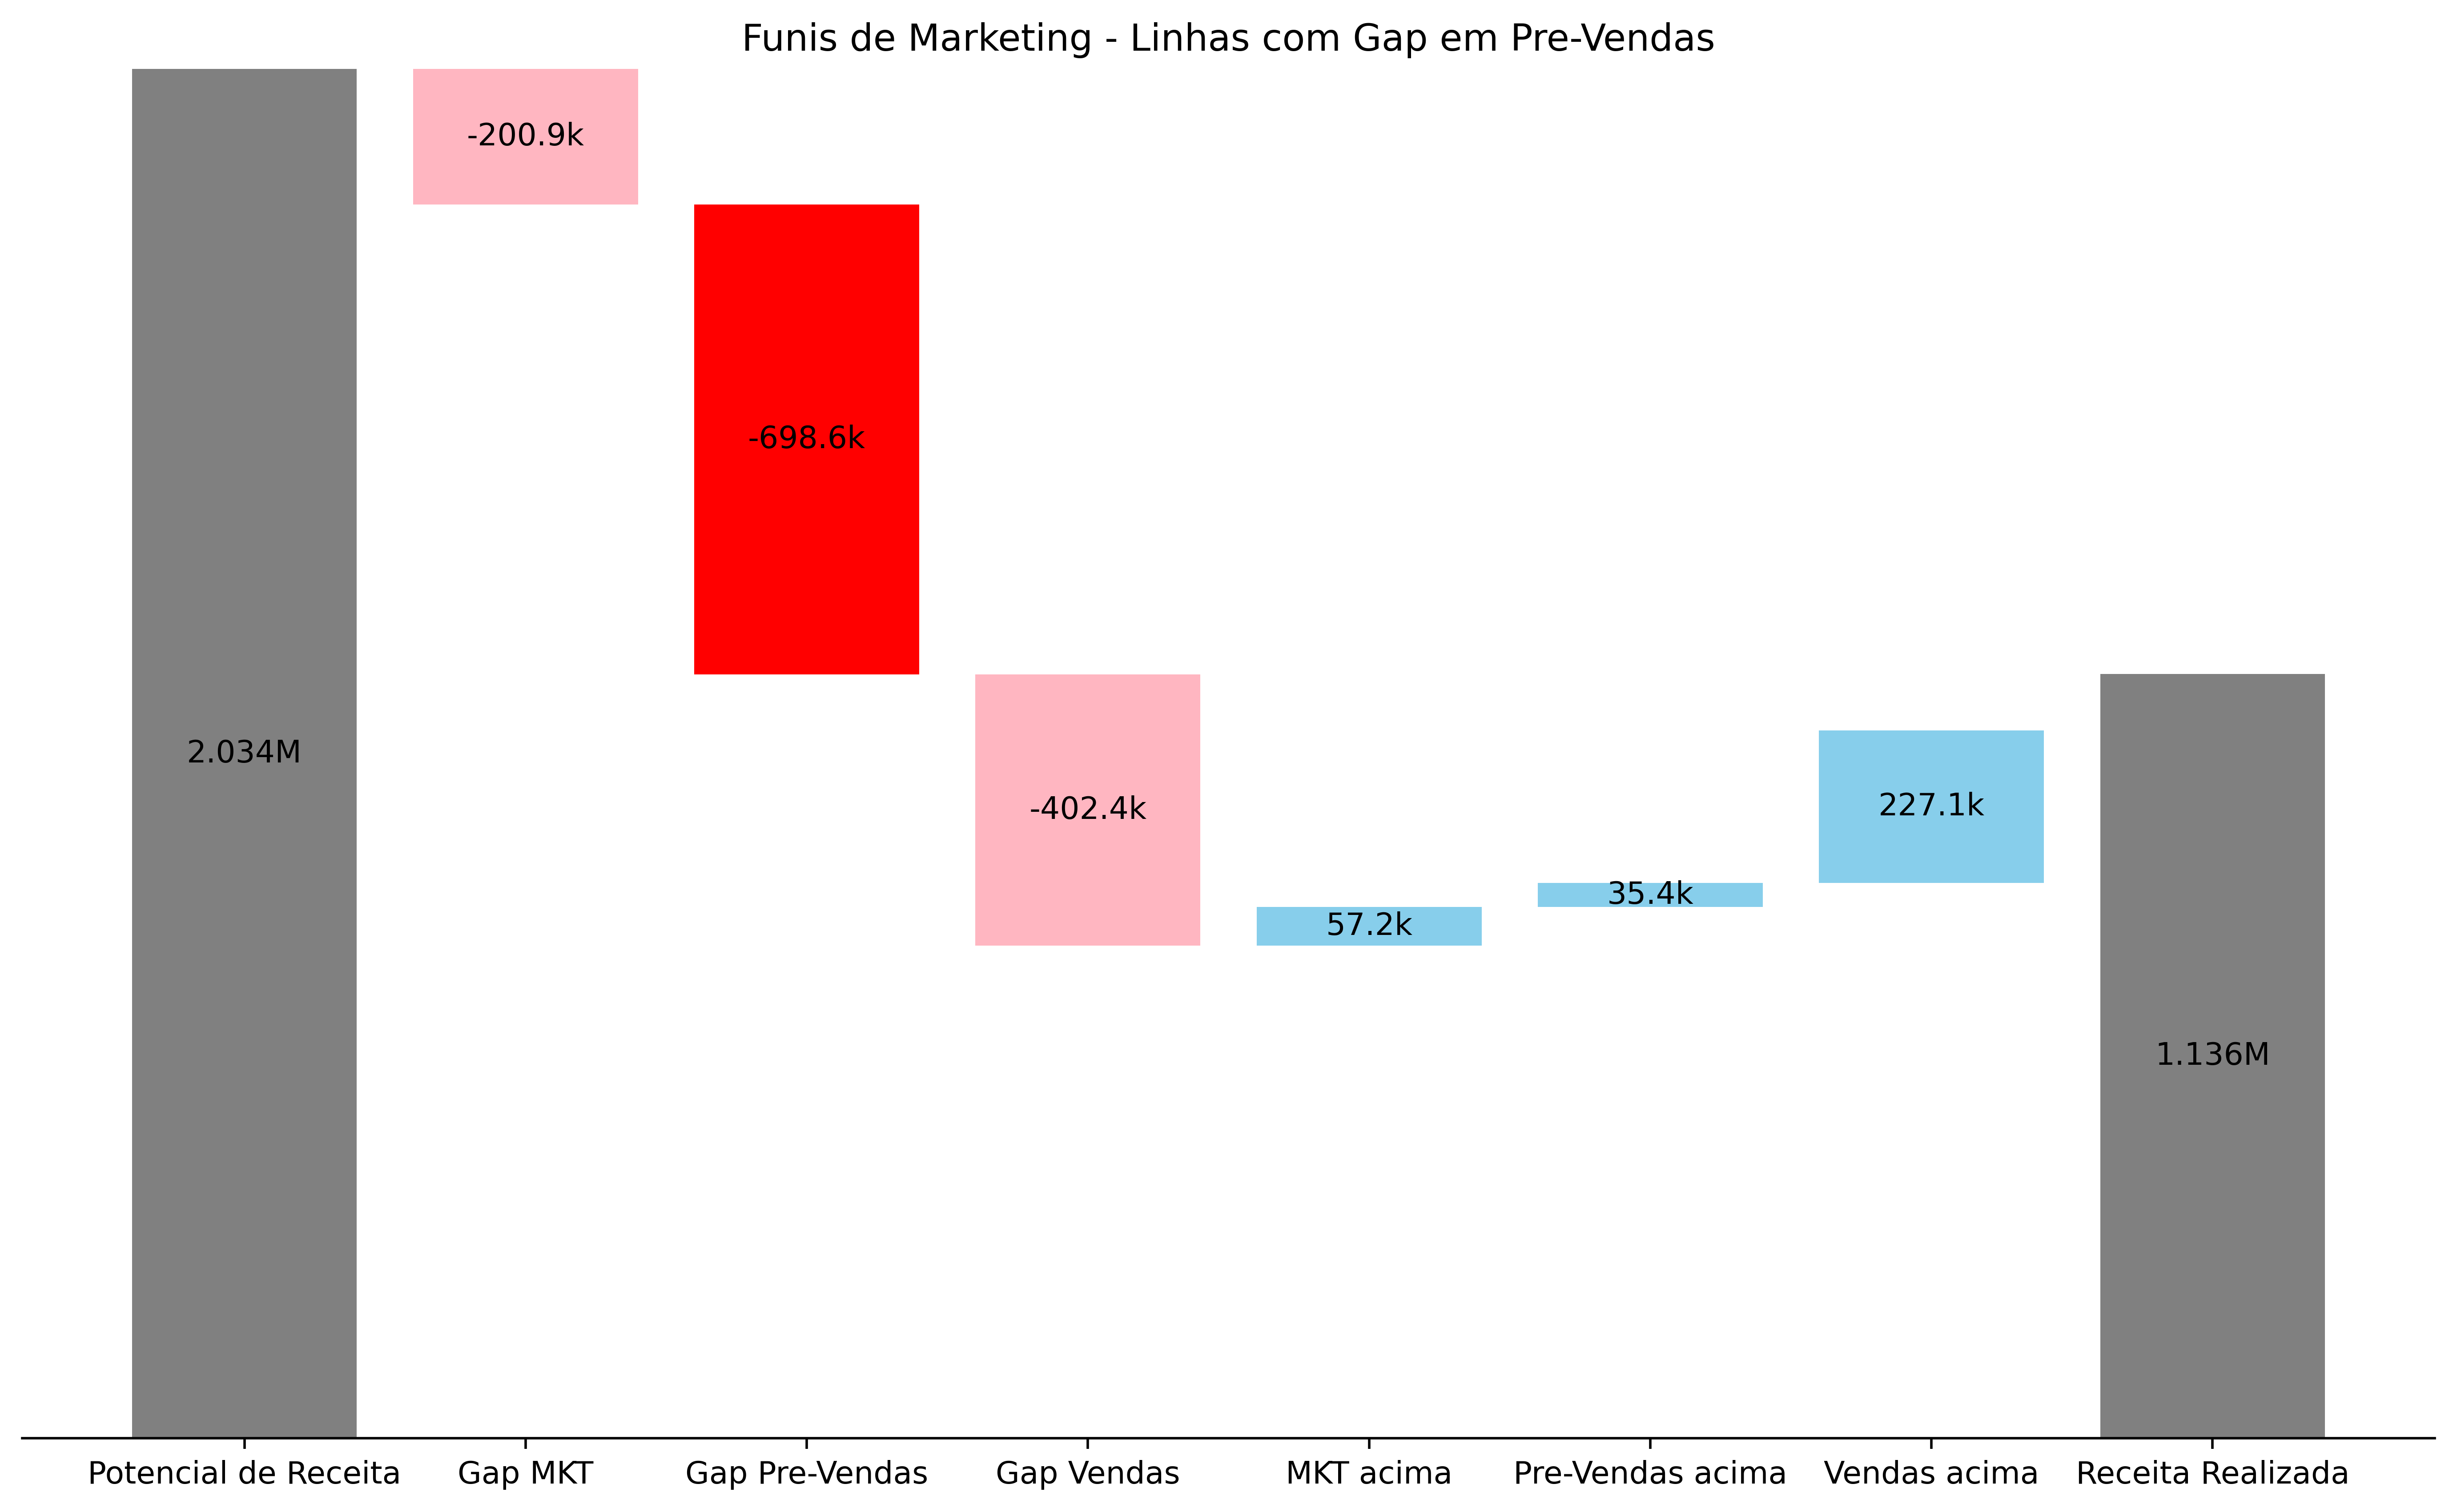 Funis de Marketing - Linhas com Gap em Pre-Vendas
-200.9k
-698.6k
2.034M
-402.4k
57.2k
35.4k
227.1k
1.136M
Potencial de Receita
Gap MKT
Gap Pre-Vendas
Gap Vendas
MKT acima
Pre-Vendas acima
Vendas acima
Receita Realizada